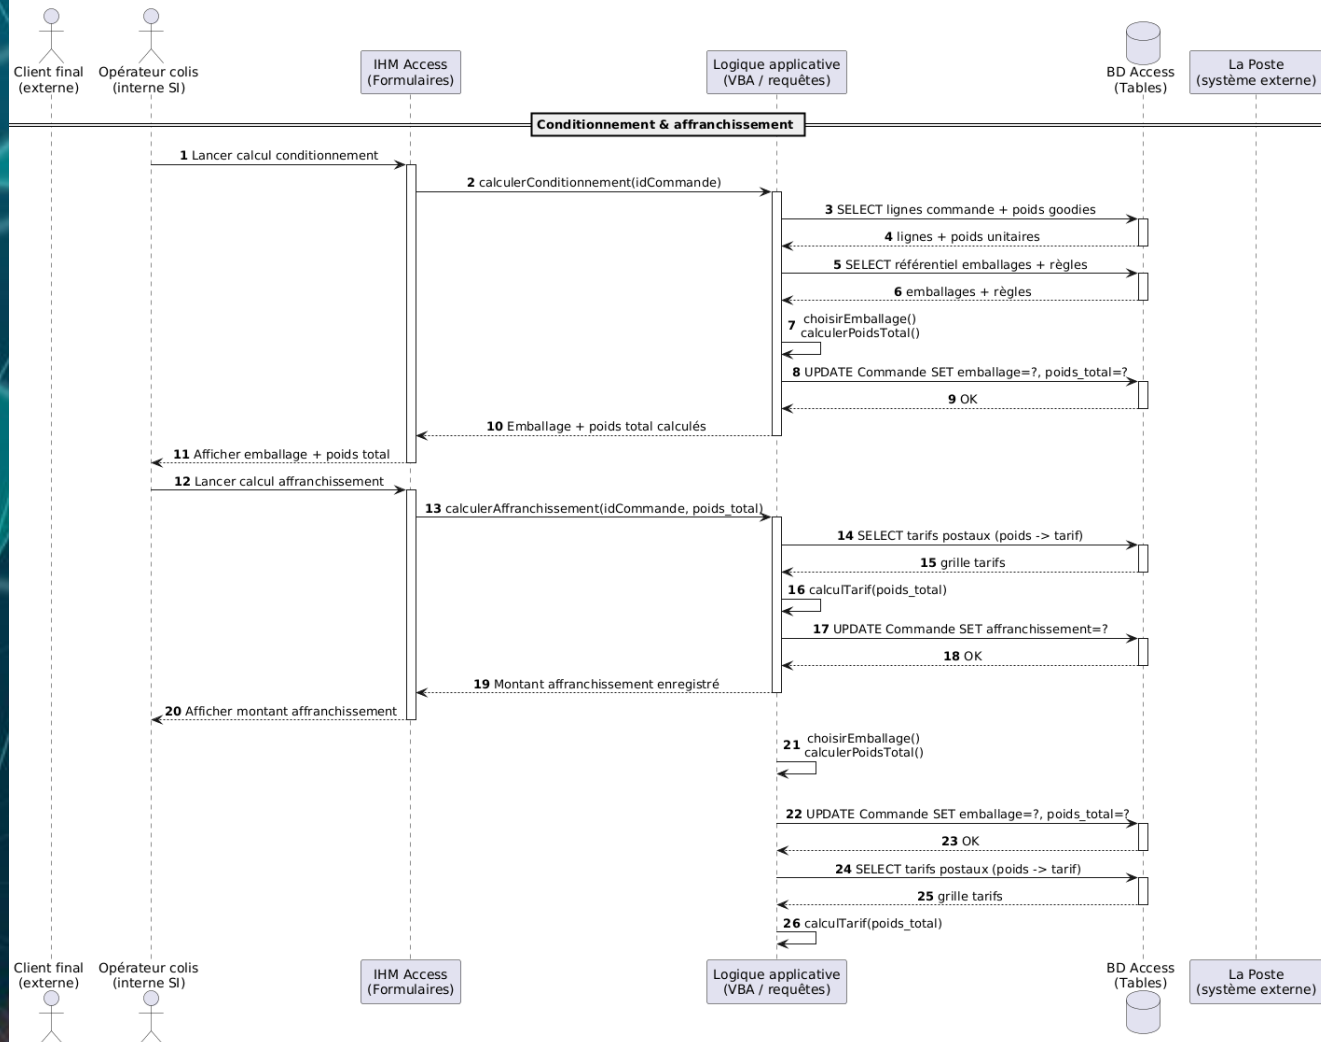 Client final
(externe)
Opérateur colis
(interne SI)
IHM Access
(Formulaires)
Logique applicative
(VBA / requêtes)
BD Access
(Tables)
La Poste
(système externe)
Conditionnement & affranchissement
1 Lancer calcul conditionnement
2 calculerConditionnement(idCommande)
3 SELECT lignes commande + poids goodies
4 lignes + poids unitaires
5 SELECT référentiel emballages + règles
6 emballages + règles
7 choisirEmballage()
calculerPoidsTotal()
8 UPDATE Commande SET emballage=?, poids_total=?
9 OK
10 Emballage + poids total calculés
11 Afficher emballage + poids total
12 Lancer calcul affranchissement
13 calculerAffranchissement(idCommande, poids_total)
14 SELECT tarifs postaux (poids -> tarif)
15 grille tarifs
16 calculTarif(poids_total)
17 UPDATE Commande SET affranchissement=?
18 OK
19 Montant affranchissement enregistré
20 Afficher montant affranchissement
21 choisirEmballage()
calculerPoidsTotal()
22 UPDATE Commande SET emballage=?, poids_total=?
23 OK
24 SELECT tarifs postaux (poids -> tarif)
25 grille tarifs
26 calculTarif(poids_total)
Client final
(externe)
Opérateur colis
(interne SI)
IHM Access
(Formulaires)
Logique applicative
(VBA / requêtes)
BD Access
(Tables)
La Poste
(système externe)